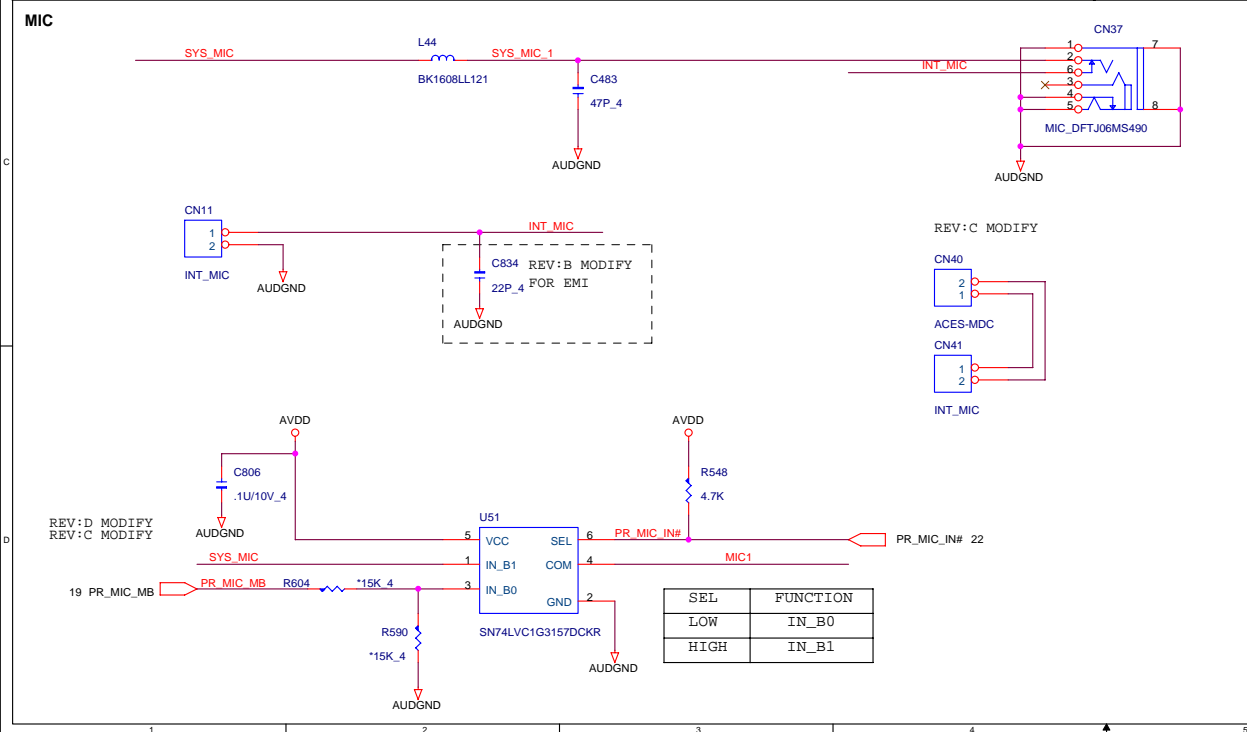 MIC
CN37
L44
SYS_MIC
SYS_MIC_1
1
7
2
INT_MIC
6
BK1608LL121
C483
3
47P_4
4
5
8
MIC_DFTJ06MS490
AUDGND
AUDGND
C
CN11
1
INT_MIC
2
REV:C MODIFY
INT_MIC
AUDGND
C834
REV:B MODIFY
FOR EMI
22P_4
AUDGND
CN40
2
1
ACES-MDC
CN41
1
2
INT_MIC
AVDD
AVDD
C806
.1U/10V_4
R548
4.7K
REV:D MODIFY
REV:C MODIFY
AUDGND
U51
D
5
VCC
SEL
6
PR_MIC_IN#
PR_MIC_IN# 22
SYS_MIC
1
IN_B1
COM
4
MIC1
19 PR_MIC_MB
PR_MIC_MB
R604
*15K_4
3
IN_B0
GND
2
SEL FUNCTION
LOW IN_B0
HIGH IN_B1
R590
*15K_4
SN74LVC1G3157DCKR
AUDGND
AUDGND
1
2
3
4
5